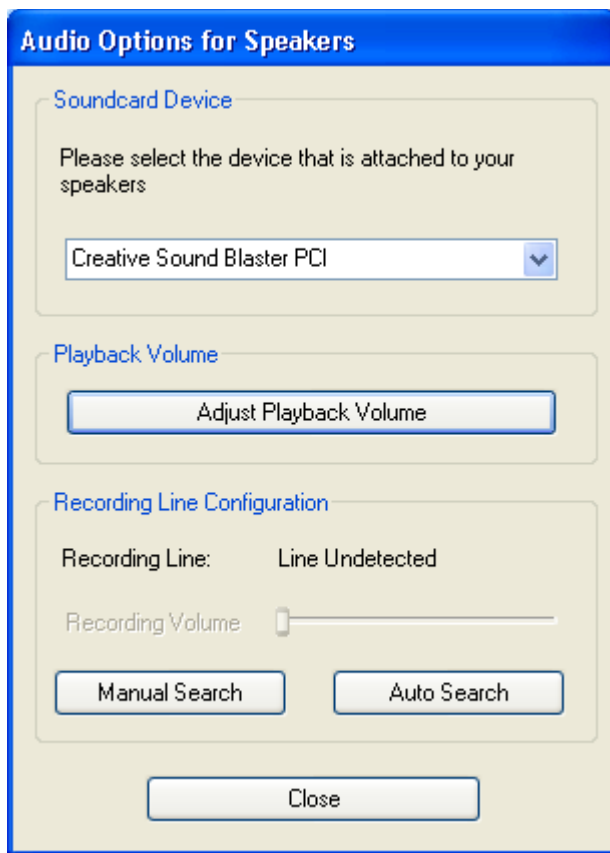 Audio Options for Speakers
Soundcard Device
Please select the device that is attached to your
speakers
Creative Sound Blaster PCI
Playback Volume
Adjust Playback Volume
Recording Line Configuration
Recording Line: Line Undetected
Recording Volume
Manual Search Auto Search
Close